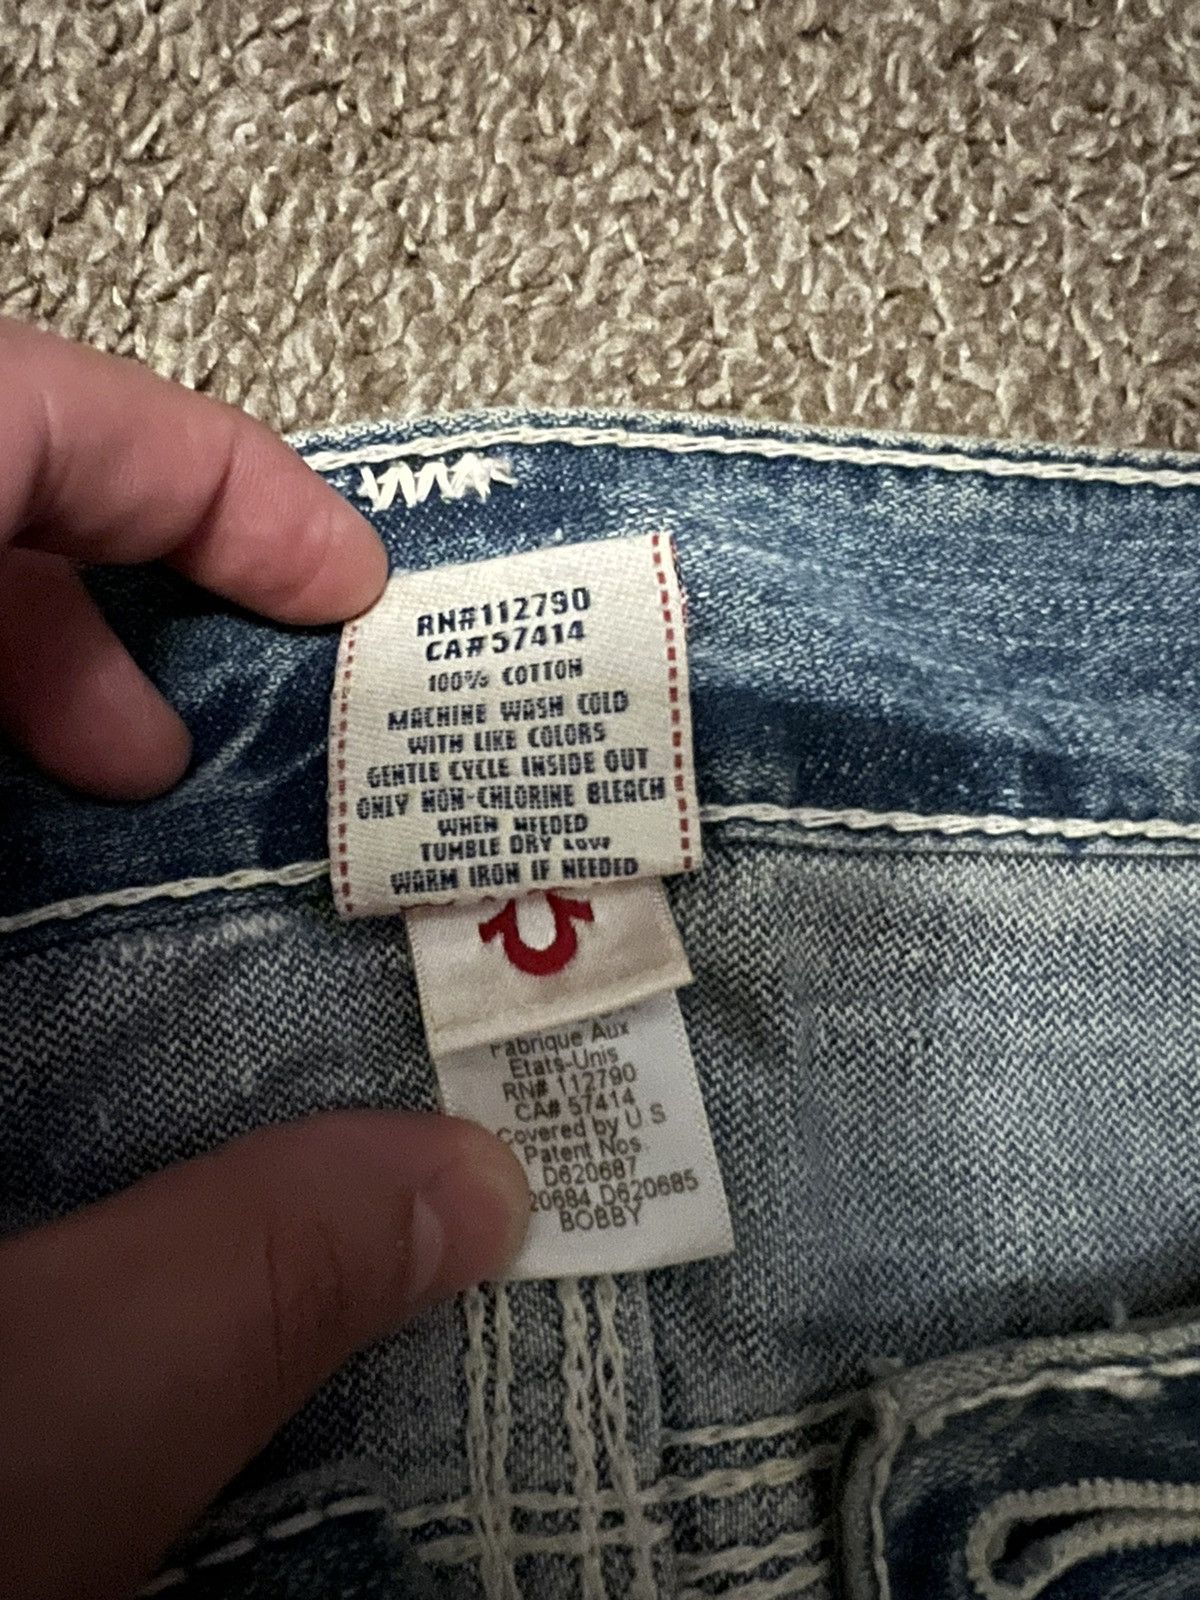 RN#112790
CA#57414
100% COTTON
MACHINE WASH COLD
WITH LIKE COLORS
GENTLE CYCLE INSIDE OUT
ONLY NON-CHLORINE BLEACH
WHEN NEEDED
TUMBLE DRY LOW
WARM IRON IF NEEDED
Fabrique Aux
Etats-Unis
RN# 112790
CA# 57414
Covered by U.S
Patent Nos.
D620687
20684 D620685
BOBBY